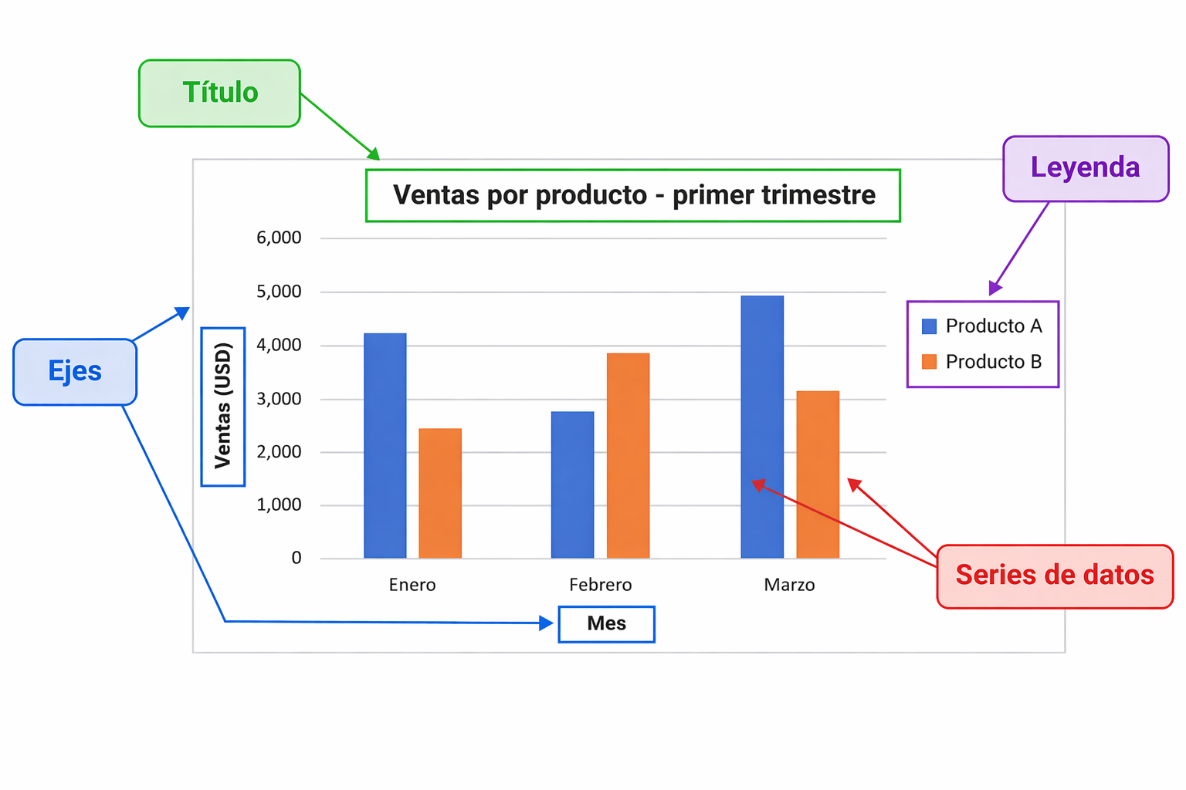 Título
Leyenda
Ventas por producto - primer trimestre
6,000
5,000
4,000
3,000
2,000
1,000
0
Ventas (USD)
Ejes
Producto A
Producto B
Enero
Febrero
Marzo
Mes
Series de datos